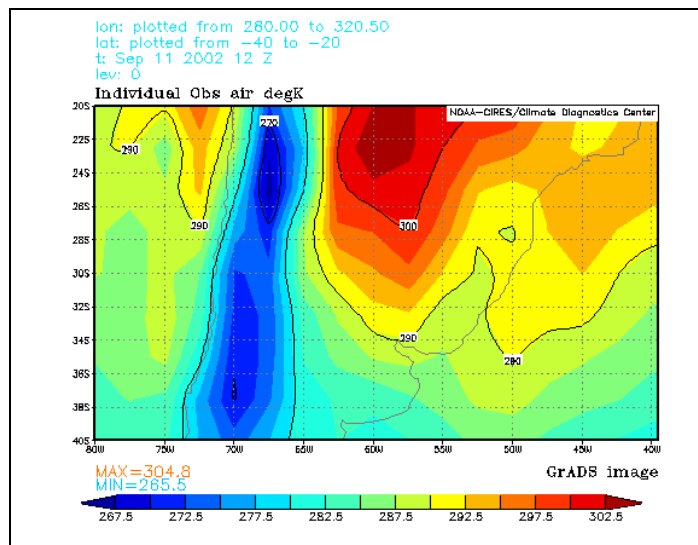 lon: plotted from 280.00 to 320.50
lat: plotted from -40 to -20
t: Sep 11 2002 12 Z
lev: 0
Individual Obs air degK
NOAA-CIRES/Climate Diagnostics Center
20S
22S
24S
26S
28S
30S
32S
34S
36S
38S
40S
270
290
290
300
290
290
80W 75W 70W 65W 60W 55W 50W 45W 40W
MAX=304.8
MIN=265.5
GrADS image
267.5 272.5 277.5 282.5 287.5 292.5 297.5 302.5